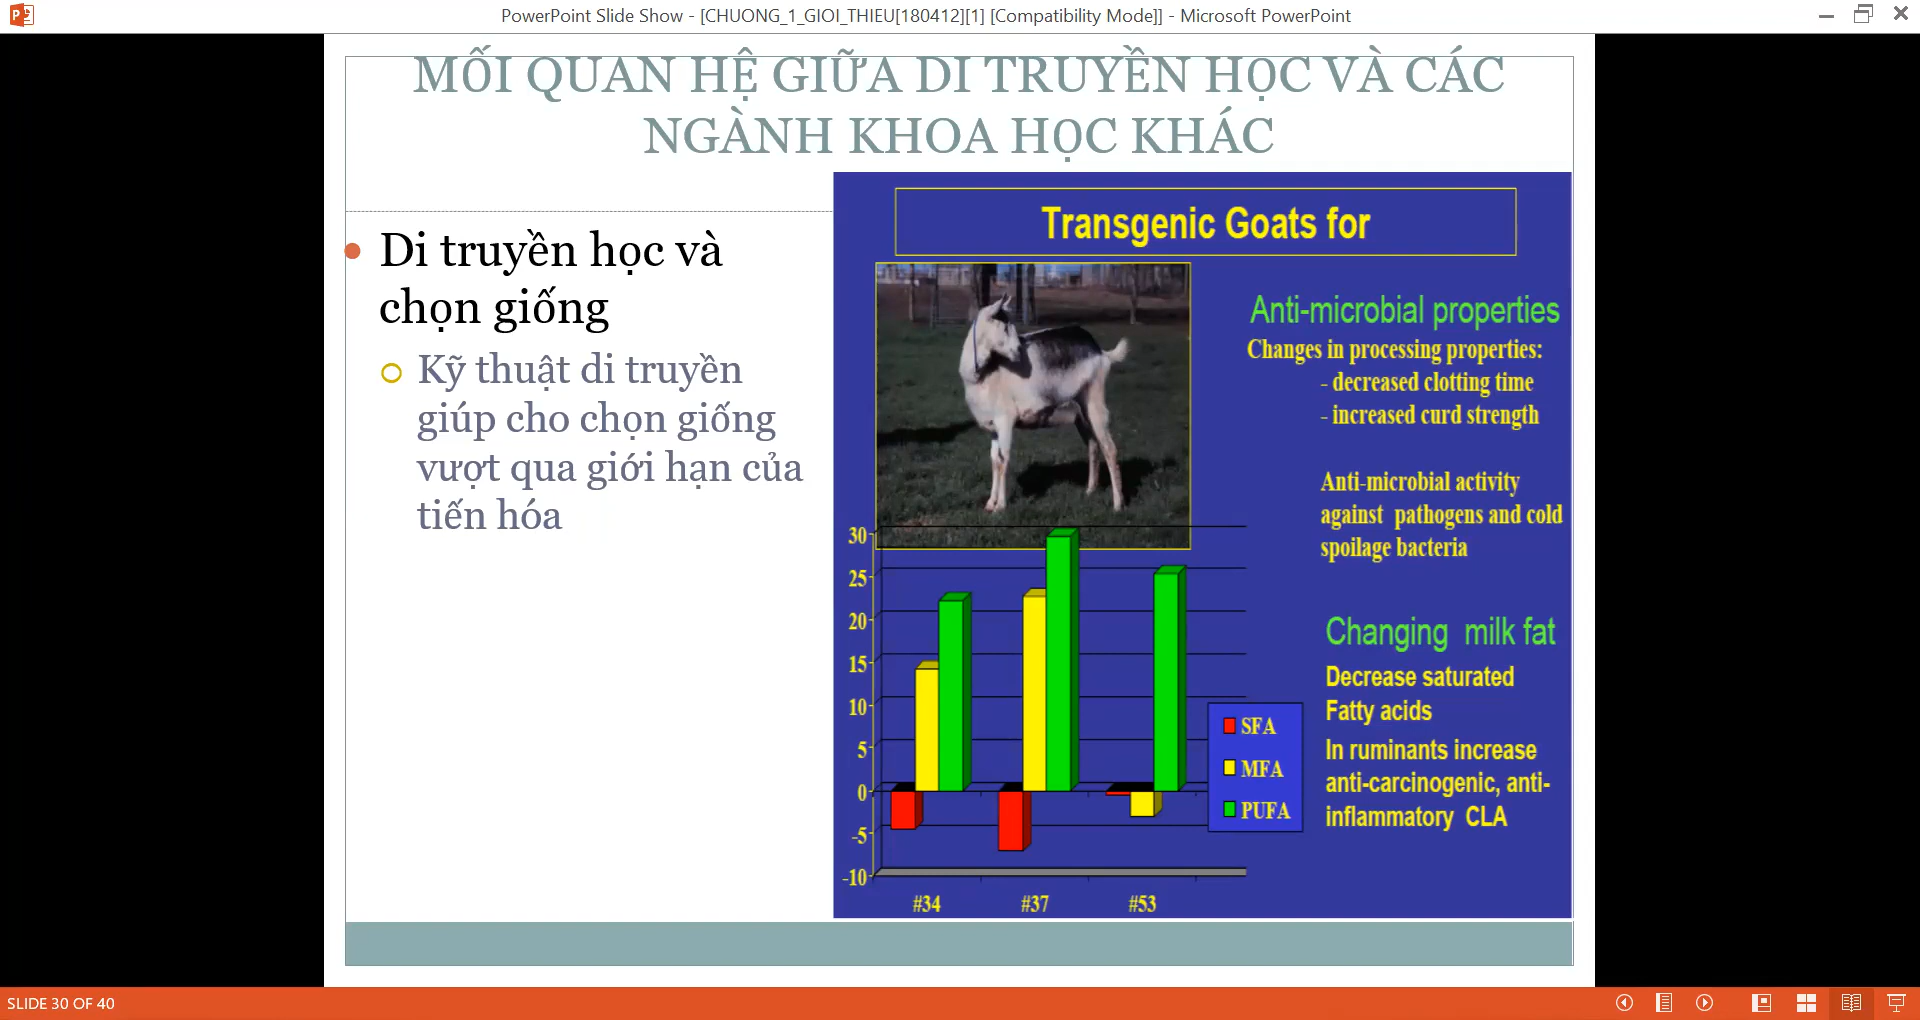 PowerPoint Slide Show - [CHUONG_1_GIOI_THIEU[180412][1] [Compatibility Mode]] - Microsoft PowerPoint
MỐI QUAN HỆ GIỮA DI TRUYỀN HỌC VÀ CÁC
NGÀNH KHOA HỌC KHÁC
Di truyền học và
chọn giống
Kỹ thuật di truyền
giúp cho chọn giống
vượt qua giới hạn của
tiến hóa
Transgenic Goats for
Anti-microbial properties
Changes in processing properties:
- decreased clotting time
- increased curd strength
Anti-microbial activity
against pathogens and cold
spoilage bacteria
Changing milk fat
Decrease saturated
Fatty acids
In ruminants increase
anti-carcinogenic, anti-
inflammatory CLA
30
25
20
15
10
5
0
-5
-10
#34 #37 #53
SFA
MFA
PUFA
SLIDE 30 OF 40